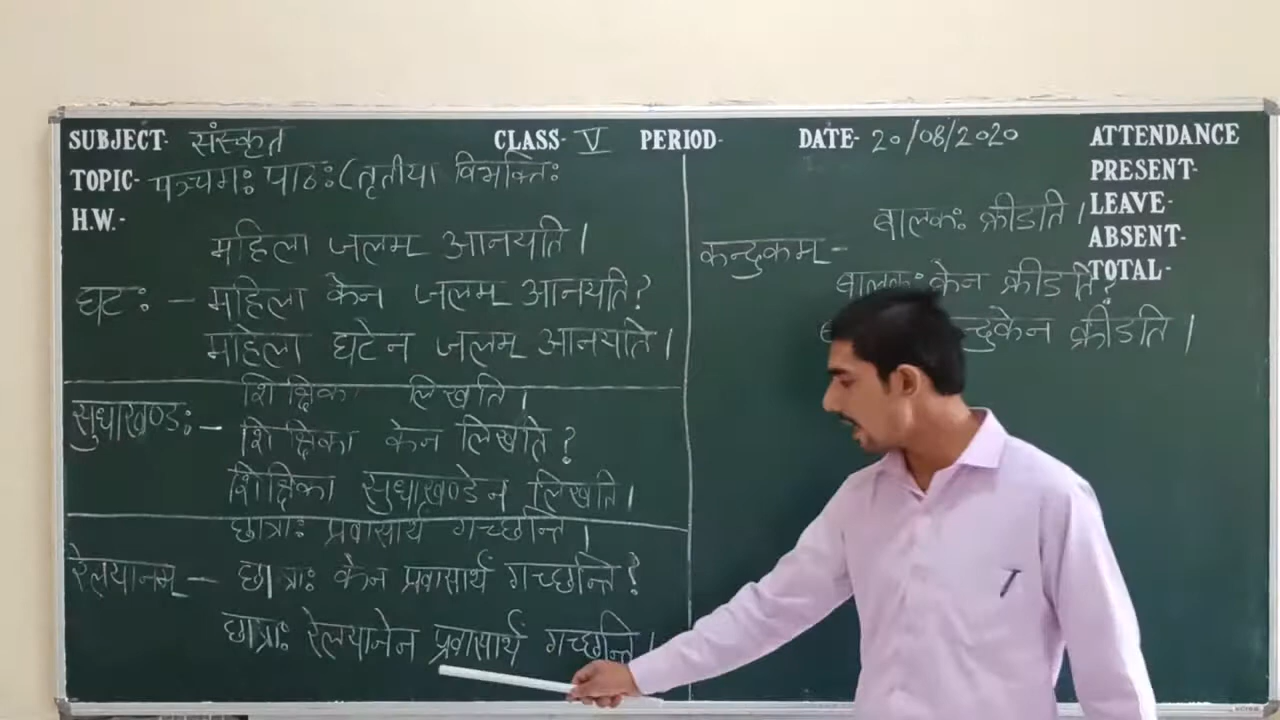 SUBJECT- संस्कृत CLASS- V PERIOD- DATE- 20/08/2020 ATTENDANCE
TOPIC- पञ्चमः पाठः (तृतीया विभक्तिः PRESENT-
H.W.- LEAVE-
ABSENT-
TOTAL-
महिला जलम् आनयति।
घटः - महिला केन जलम् आनयति?
महिला घटेन जलम् आनयति।
शिक्षिका लिखति।
सुधाखण्डः - शिक्षिका केन लिखति?
शिक्षिका सुधाखण्डेन लिखति।
छात्राः प्रवासार्थं गच्छन्ति।
रेलयानम् - छात्राः केन प्रवासार्थं गच्छन्ति?
छात्राः रेलयानेन प्रवासार्थं गच्छन्ति।
बालकः क्रीडति।
कन्दुकम् -
बालकः केन क्रीडति?
न्दुकेन क्रीडति।